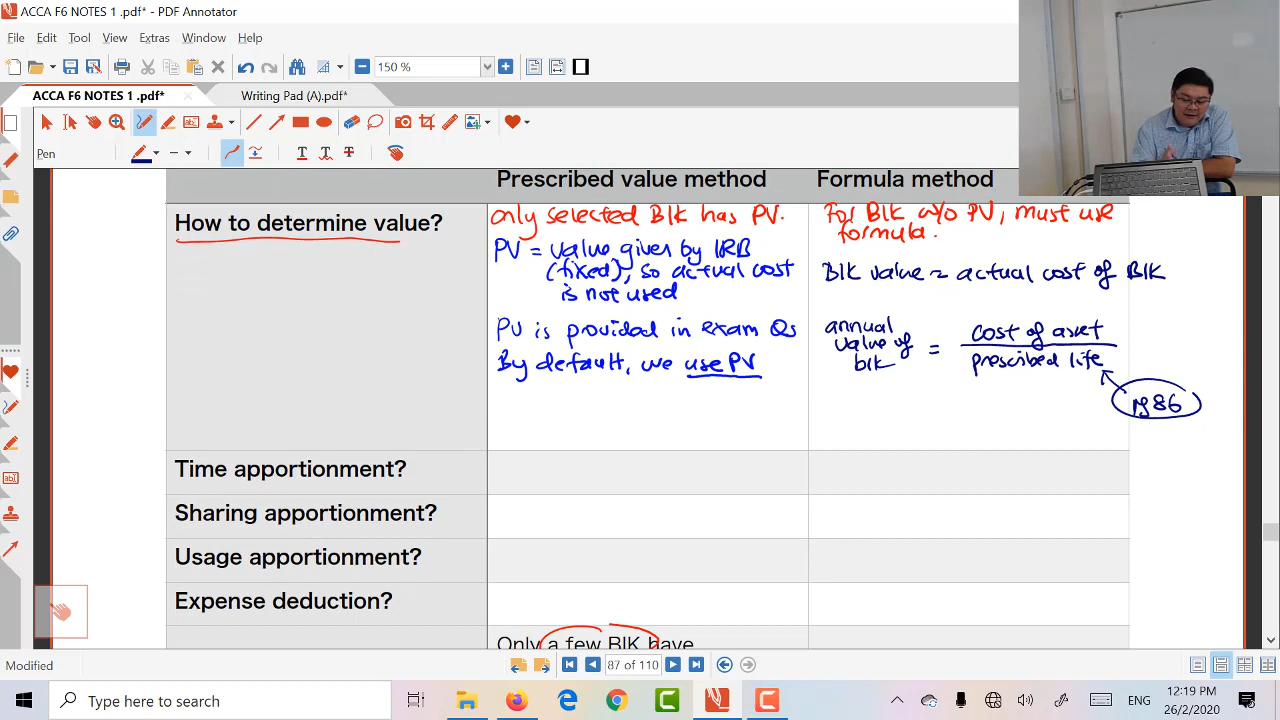 ACCA F6 NOTES 1 .pdf* - PDF Annotator
File Edit Tool View Extras Window Help
150 %
ACCA F6 NOTES 1 .pdf* Writing Pad (A).pdf*
Pen
Prescribed value method Formula method
How to determine value?
only selected BIK has PV.
PV = value given by IRB
(fixed), so actual cost
is not used
PV is provided in exam Qs
By default, we use PV
For BIK w/o PV, must use
formula.
BIK value = actual cost of BIK
annual
value of
bik
=
cost of asset
prescribed life
pg 86
Time apportionment?
Sharing apportionment?
Usage apportionment?
Expense deduction?
Only a few BIK have
Modified
87 of 110
Type here to search
ENG
12:19 PM
26/2/2020